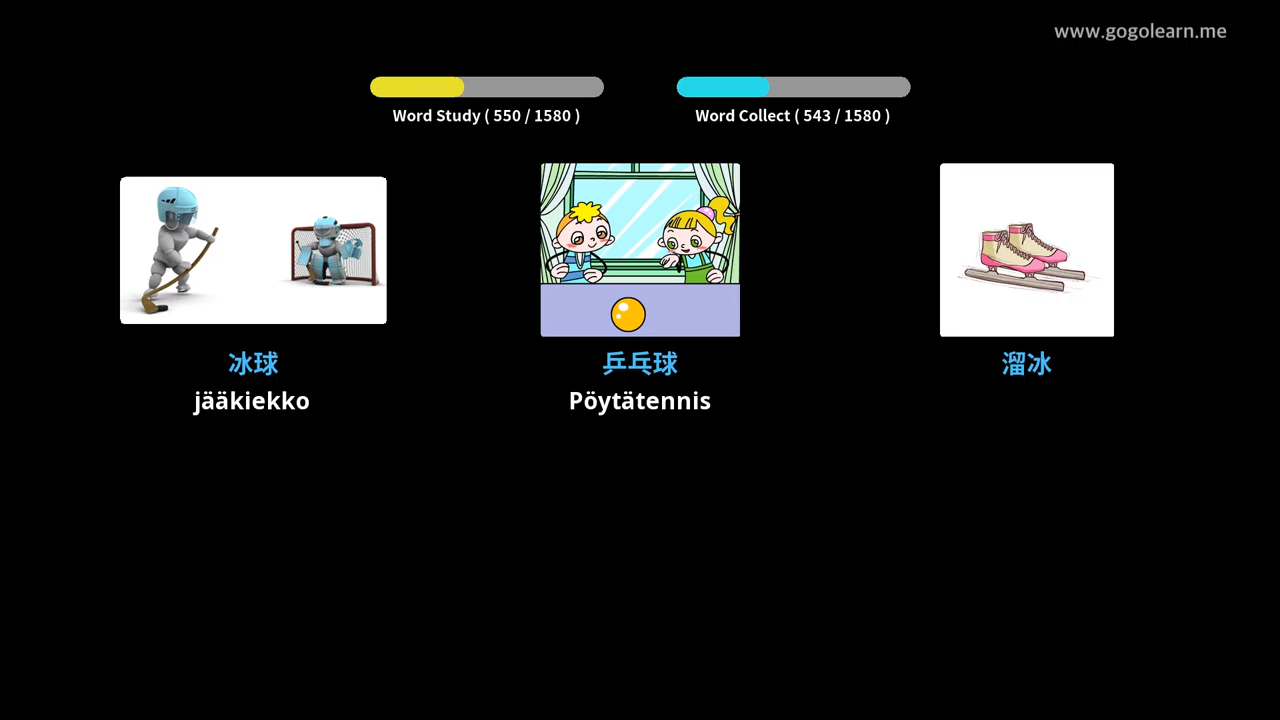 www.gogolearn.me
Word Study ( 550 / 1580 )
Word Collect ( 543 / 1580 )
冰球
乒乓球
溜冰
jääkiekko
Pöytätennis